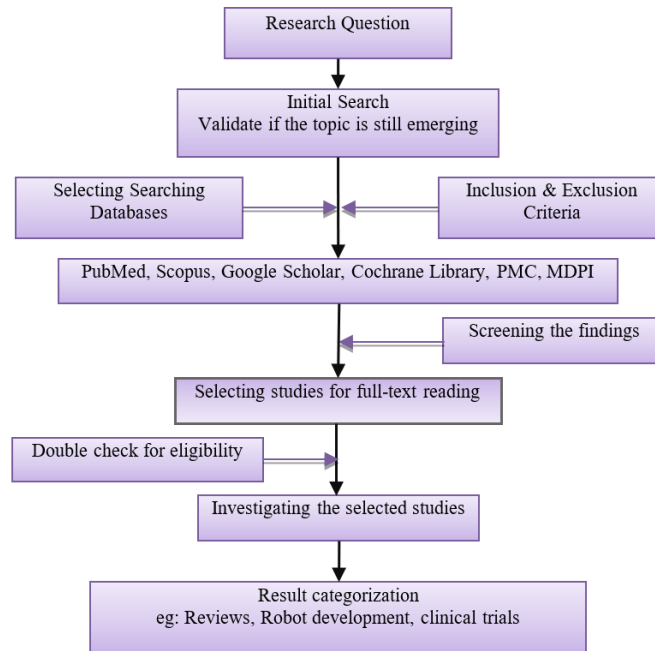 Research Question
Initial Search
Validate if the topic is still emerging
Selecting Searching
Databases
Inclusion & Exclusion
Criteria
PubMed, Scopus, Google Scholar, Cochrane Library, PMC, MDPI
Screening the findings
Selecting studies for full-text reading
Double check for eligibility
Investigating the selected studies
Result categorization
eg: Reviews, Robot development, clinical trials